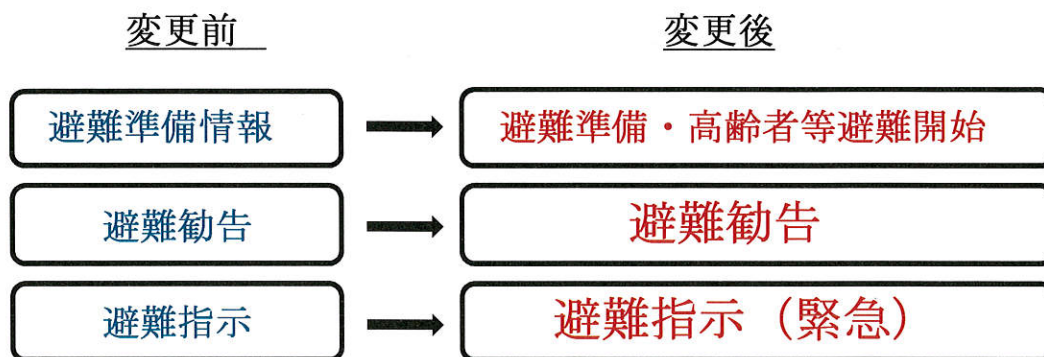 変更前
変更後
避難準備情報
避難準備・高齢者等避難開始
避難勧告
避難勧告
避難指示
避難指示（緊急）